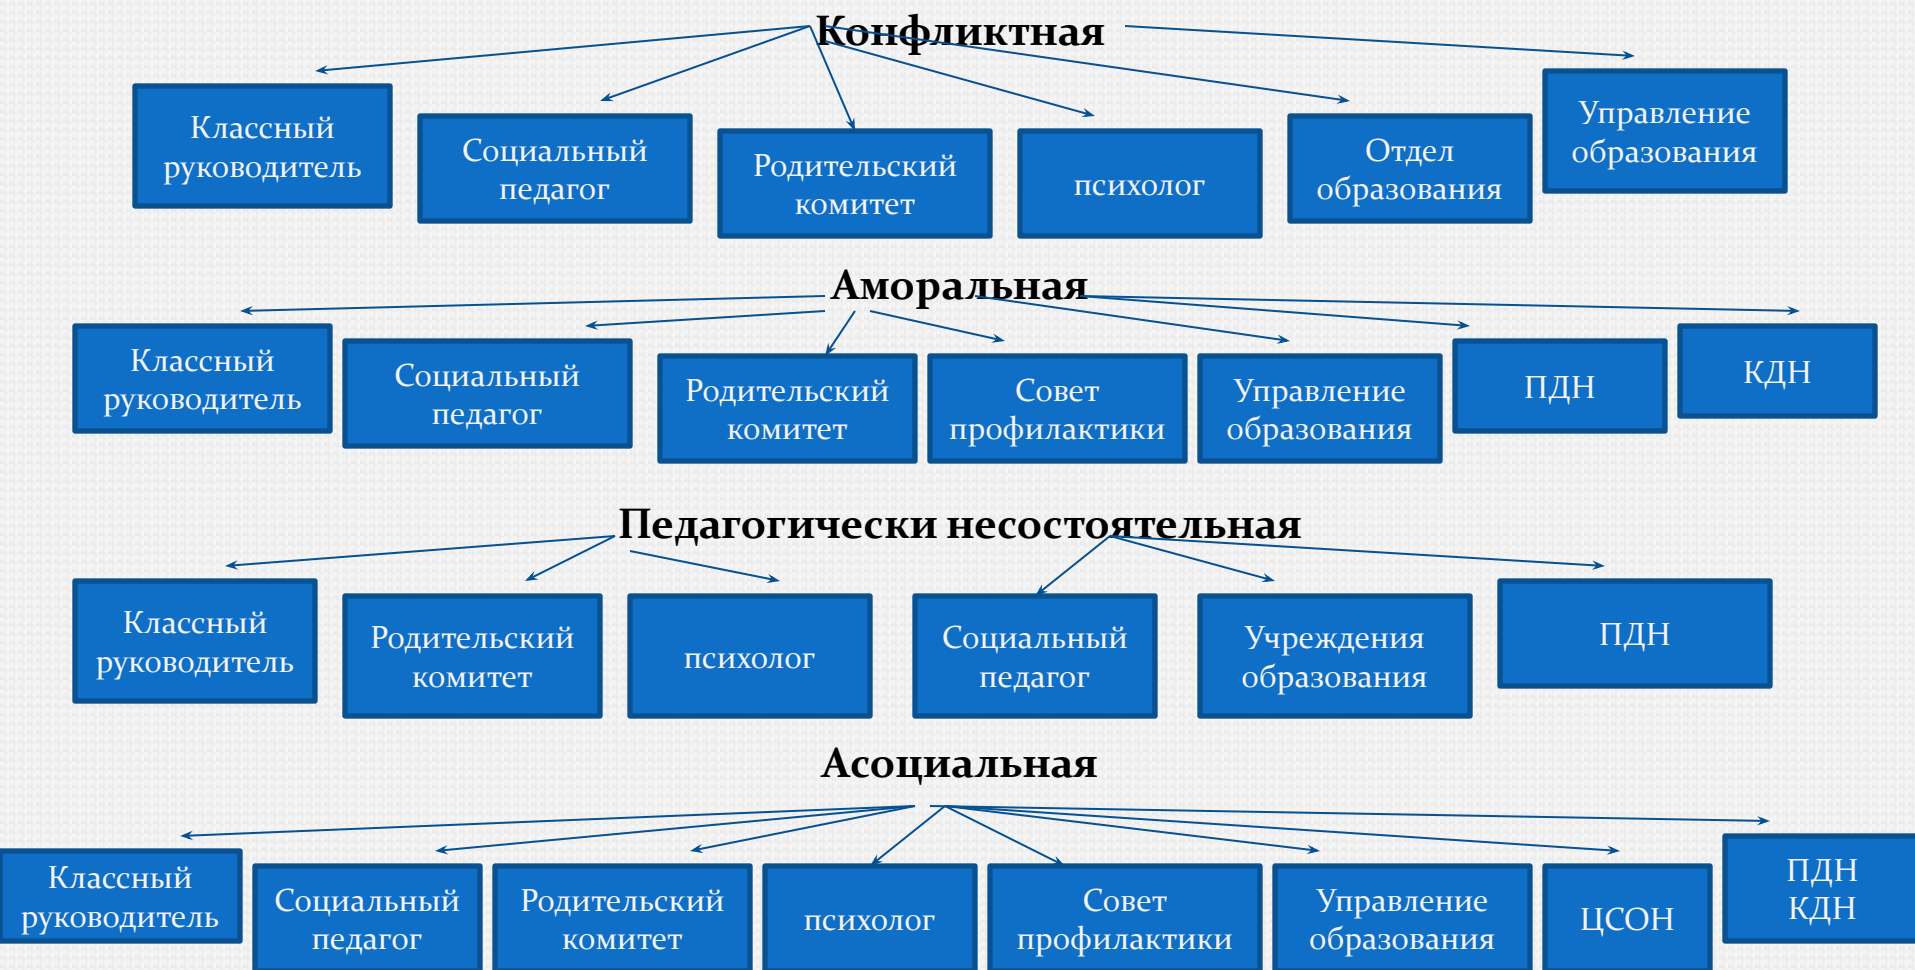 Конфликтная
Классный
руководитель
Социальный
педагог
Родительский
комитет
психолог
Отдел
образования
Управление
образования
Аморальная
Классный
руководитель
Социальный
педагог
Родительский
комитет
Совет
профилактики
Управление
образования
ПДН
КДН
Педагогически несостоятельная
Классный
руководитель
Родительский
комитет
психолог
Социальный
педагог
Учреждения
образования
ПДН
Асоциальная
Классный
руководитель
Социальный
педагог
Родительский
комитет
психолог
Совет
профилактики
Управление
образования
ЦСОН
ПДН
КДН